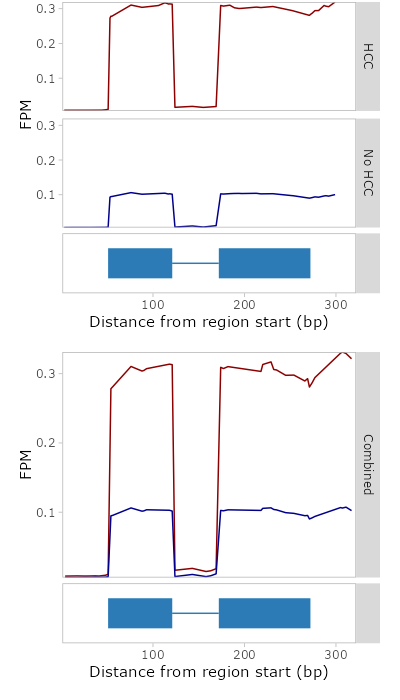 0.3
HCC
0.2
0.1
FPM
0.3
No HCC
0.2
0.1
100 200 300
Distance from region start (bp)
0.3
Combined
0.2
FPM
0.1
100 200 300
Distance from region start (bp)